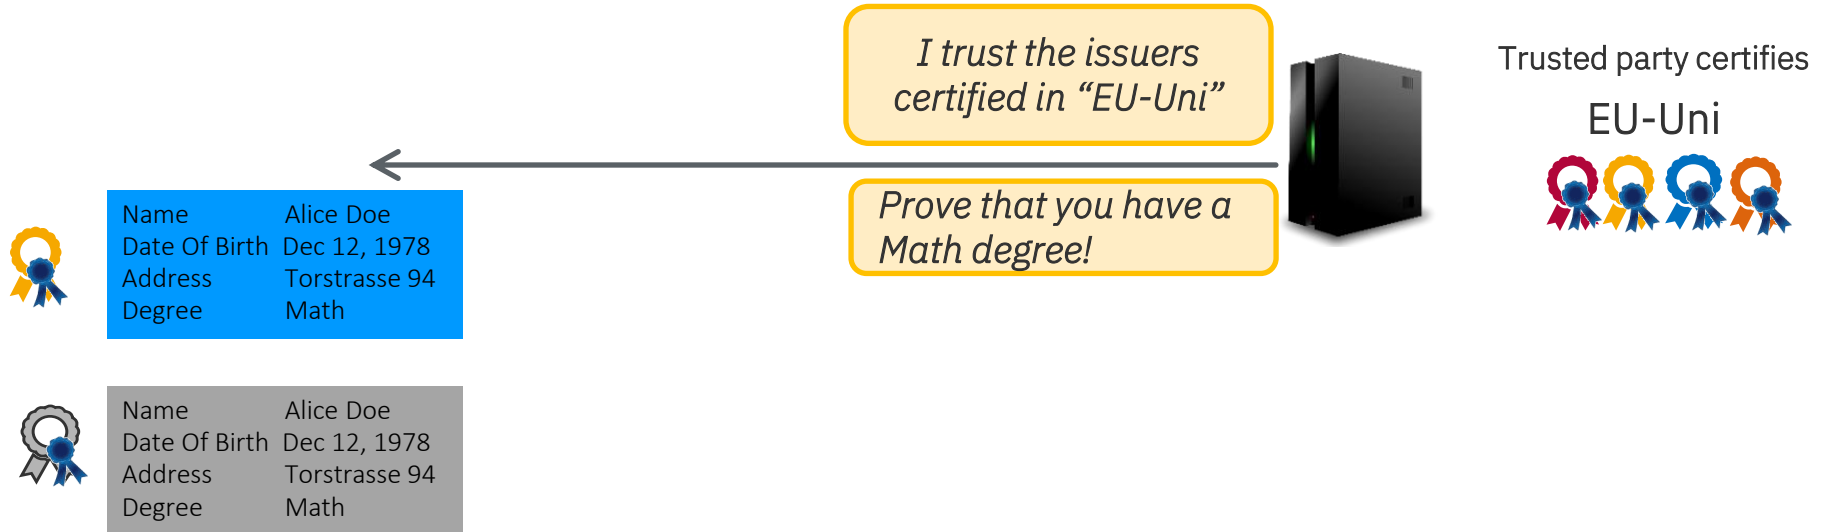 I trust the issuers
certified in “EU-Uni”
Trusted party certifies
EU-Uni
Prove that you have a
Math degree!
Name Alice Doe
Date Of Birth Dec 12, 1978
Address Torstrasse 94
Degree Math
Name Alice Doe
Date Of Birth Dec 12, 1978
Address Torstrasse 94
Degree Math